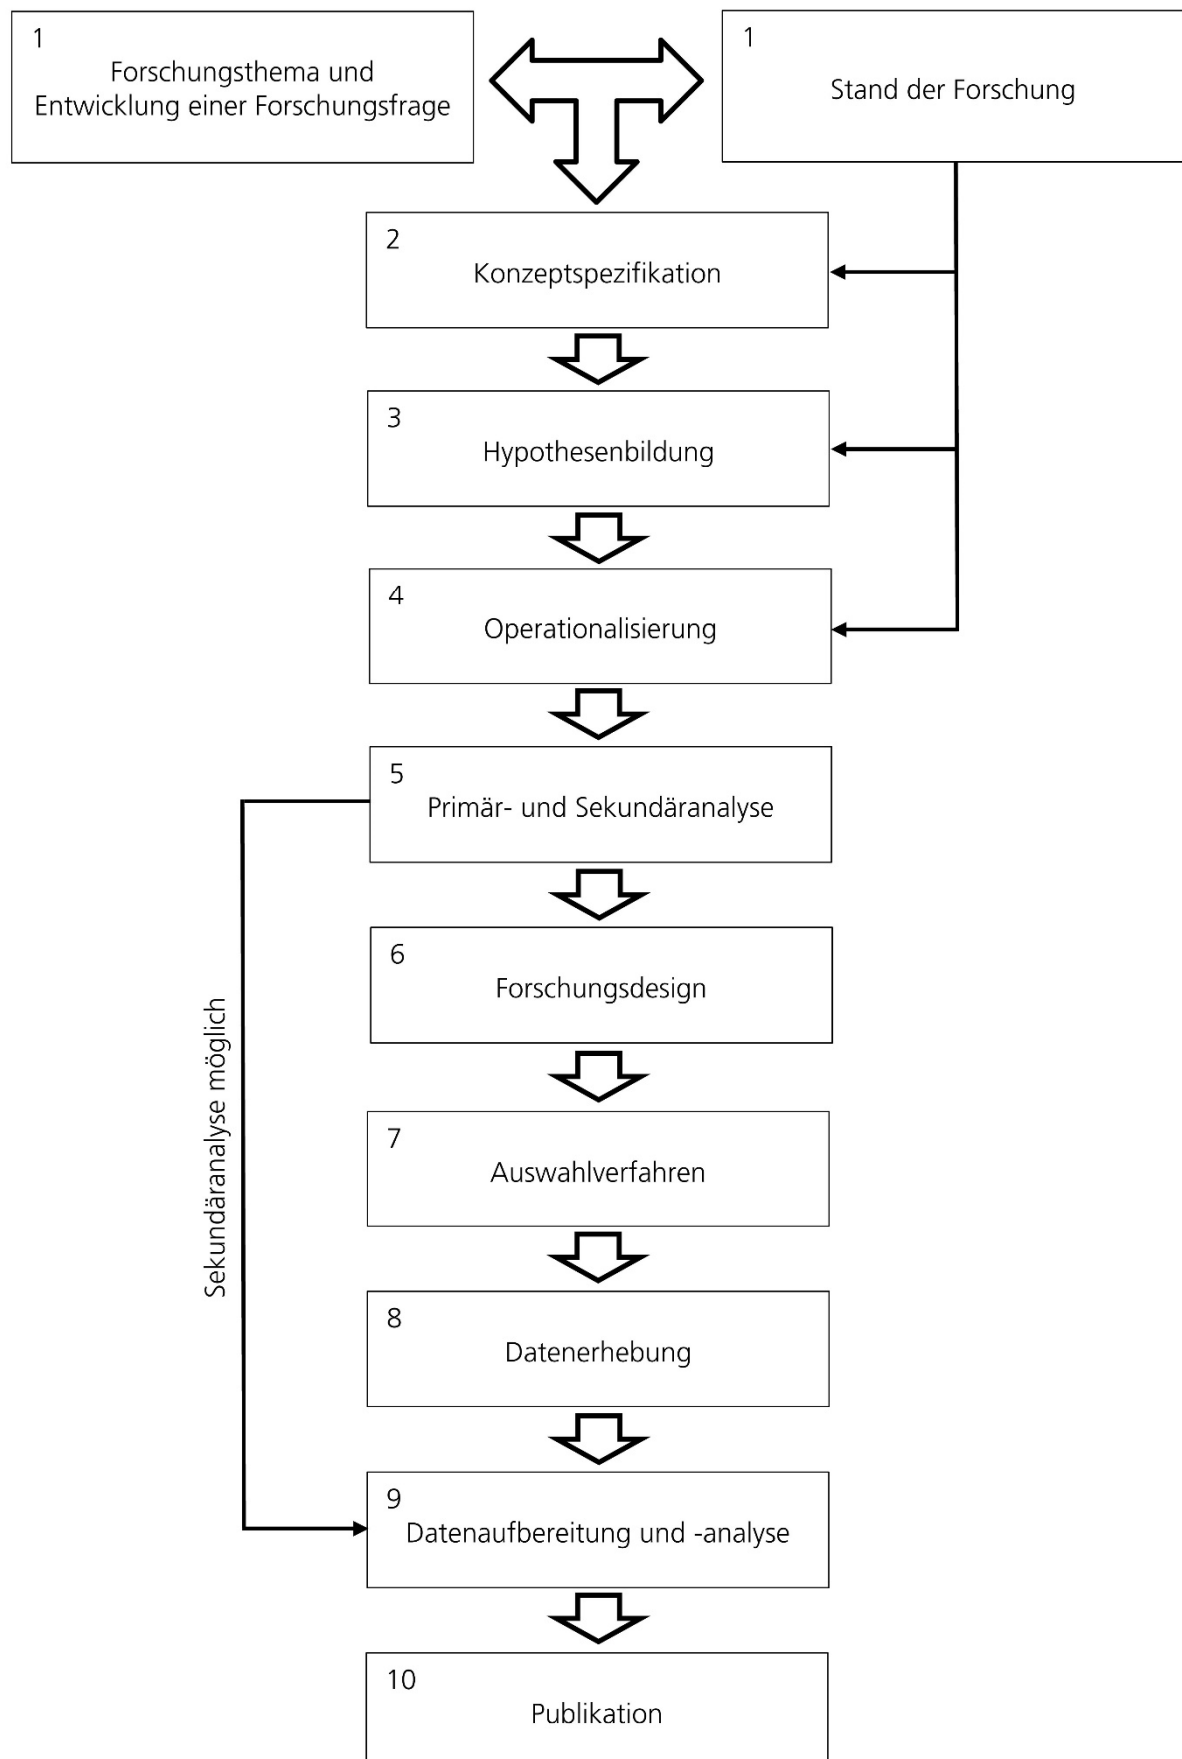 1
Forschungsthema und
Entwicklung einer Forschungsfrage
1
Stand der Forschung
2
Konzeptspezifikation
3
Hypothesenbildung
4
Operationalisierung
5
Primär- und Sekundäranalyse
6
Forschungsdesign
Sekundäranalyse möglich
7
Auswahlverfahren
8
Datenerhebung
9
Datenaufbereitung und -analyse
10
Publikation